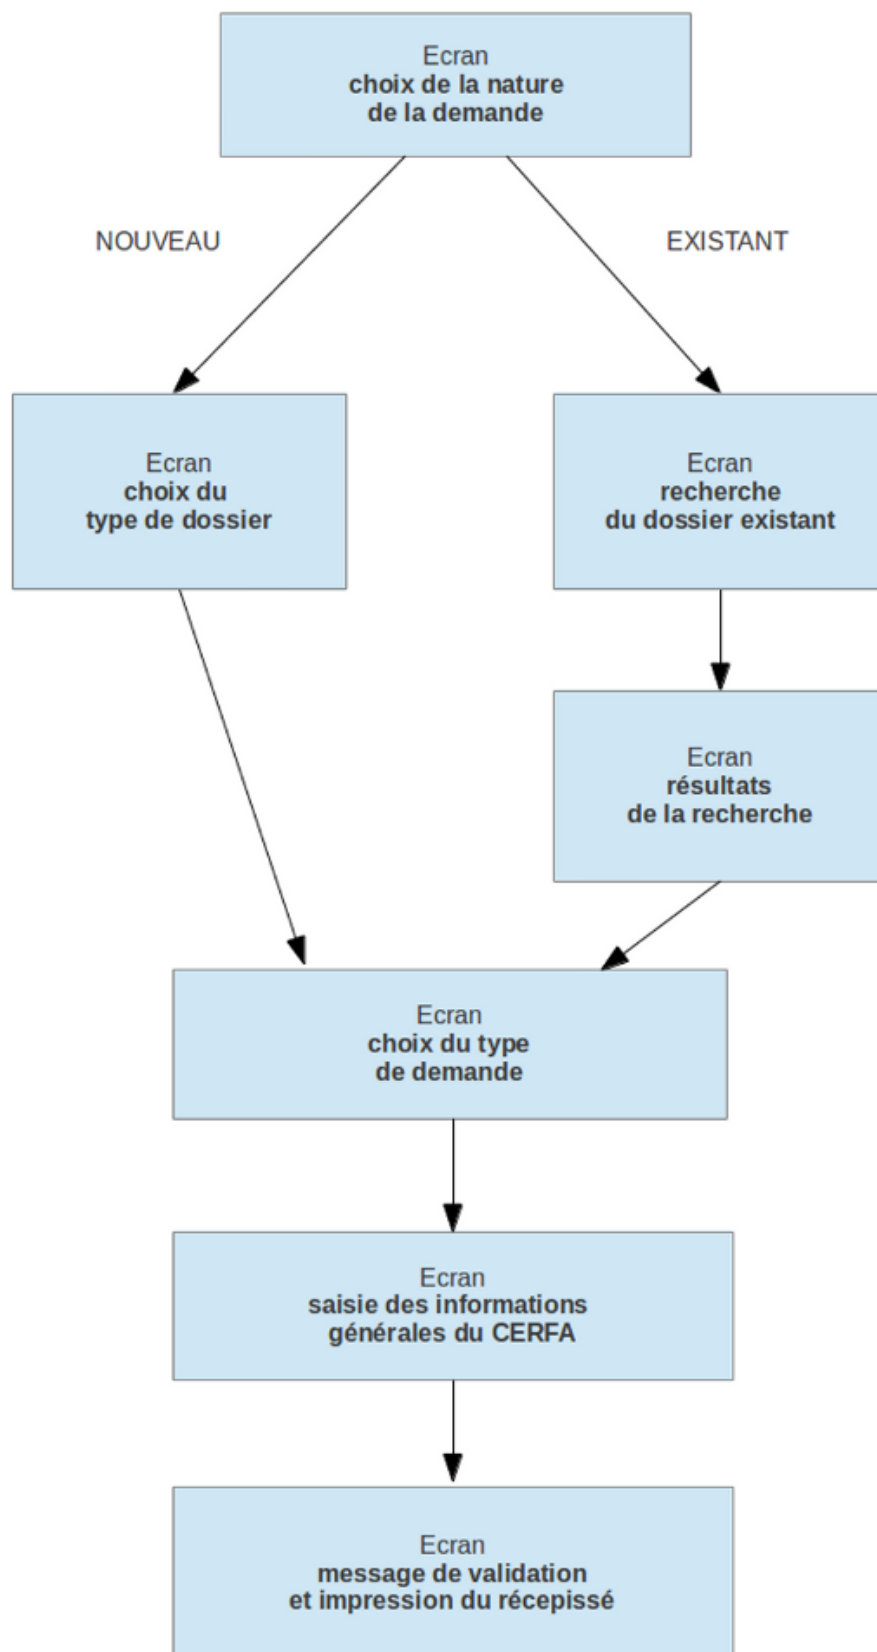 Ecran
choix de la nature
de la demande
NOUVEAU
EXISTANT
Ecran
choix du
type de dossier
Ecran
recherche
du dossier existant
Ecran
résultats
de la recherche
Ecran
choix du type
de demande
Ecran
saisie des informations
générales du CERFA
Ecran
message de validation
et impression du récepissé